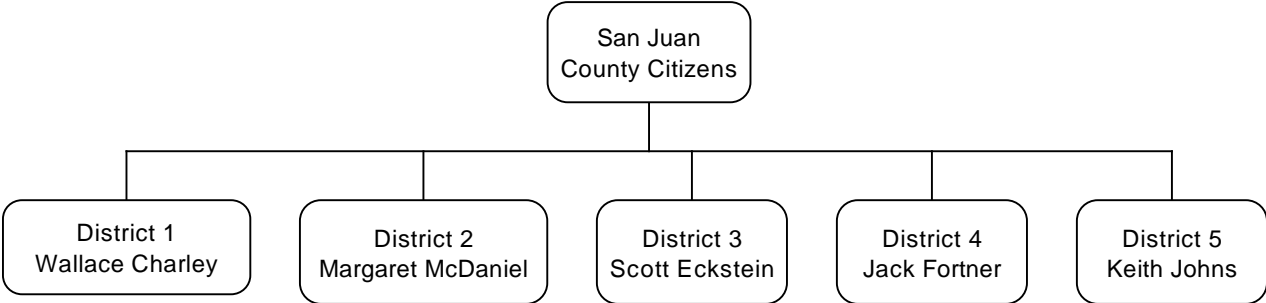 San Juan
County Citizens
District 1
Wallace Charley
District 2
Margaret McDaniel
District 3
Scott Eckstein
District 4
Jack Fortner
District 5
Keith Johns